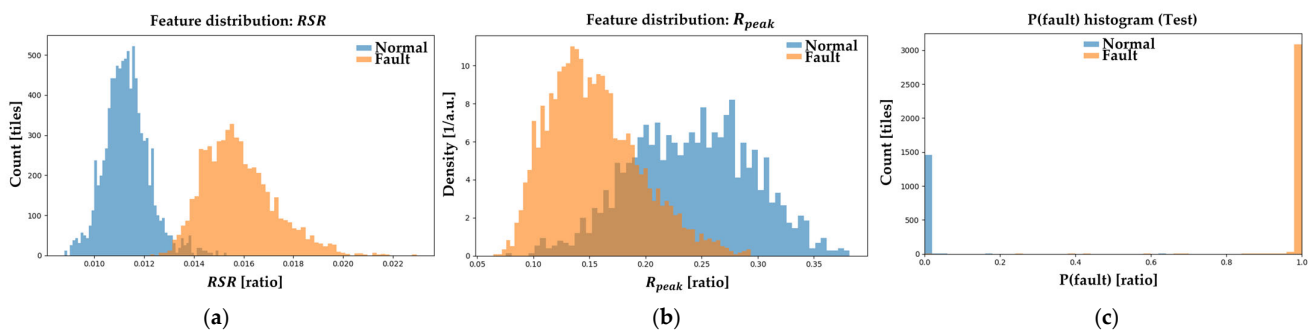 Feature distribution: RSR
Normal
Fault
Count [tiles]
500
400
300
200
100
0
0.010
0.012
0.014
0.016
0.018
0.020
0.022
RSR [ratio]
(a)
Feature distribution: R_peak
Normal
Fault
Density [1/a.u.]
10
8
6
4
2
0
0.05
0.10
0.15
0.20
0.25
0.30
0.35
R_peak [ratio]
(b)
P(fault) histogram (Test)
Normal
Fault
Count [tiles]
3000
2500
2000
1500
1000
500
0
0.0
0.2
0.4
0.6
0.8
1.0
P(fault) [ratio]
(c)